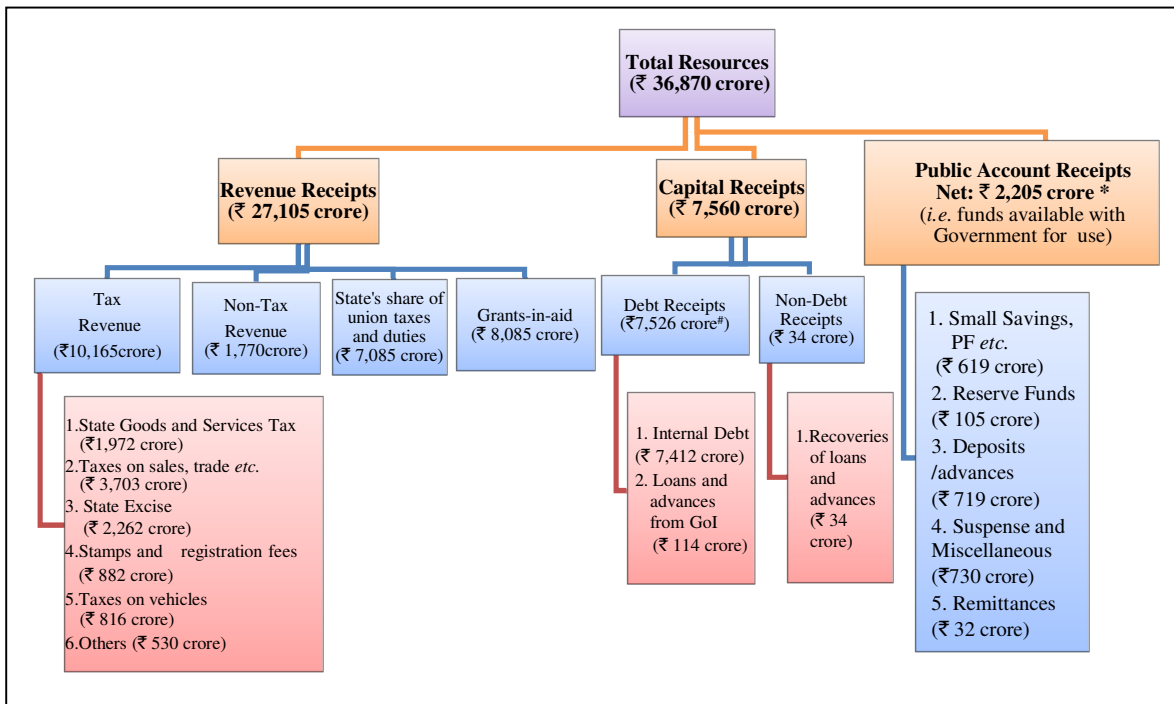 Total Resources
(₹ 36,870 crore)
Revenue Receipts
(₹ 27,105 crore)
Capital Receipts
(₹ 7,560 crore)
Public Account Receipts
Net: ₹ 2,205 crore *
(i.e. funds available with
Government for use)
Tax
Revenue
(₹10,165crore)
Non-Tax
Revenue
(₹ 1,770crore)
State's share of
union taxes
and duties
(₹ 7,085 crore)
Grants-in-aid
(₹ 8,085 crore)
Debt Receipts
(₹7,526 crore#)
Non-Debt
Receipts
(₹ 34 crore)
1.State Goods and Services Tax
(₹1,972 crore)
2.Taxes on sales, trade etc.
(₹ 3,703 crore)
3. State Excise
(₹ 2,262 crore)
4.Stamps and registration fees
(₹ 882 crore)
5.Taxes on vehicles
(₹ 816 crore)
6.Others (₹ 530 crore)
1. Internal Debt
(₹ 7,412 crore)
2. Loans and
advances
from GoI
(₹ 114 crore)
1.Recoveries
of loans
and
advances
(₹ 34
crore)
1. Small Savings,
PF etc.
(₹ 619 crore)
2. Reserve Funds
(₹ 105 crore)
3. Deposits
/advances
(₹ 719 crore)
4. Suspense and
Miscellaneous
(₹730 crore)
5. Remittances
(₹ 32 crore)